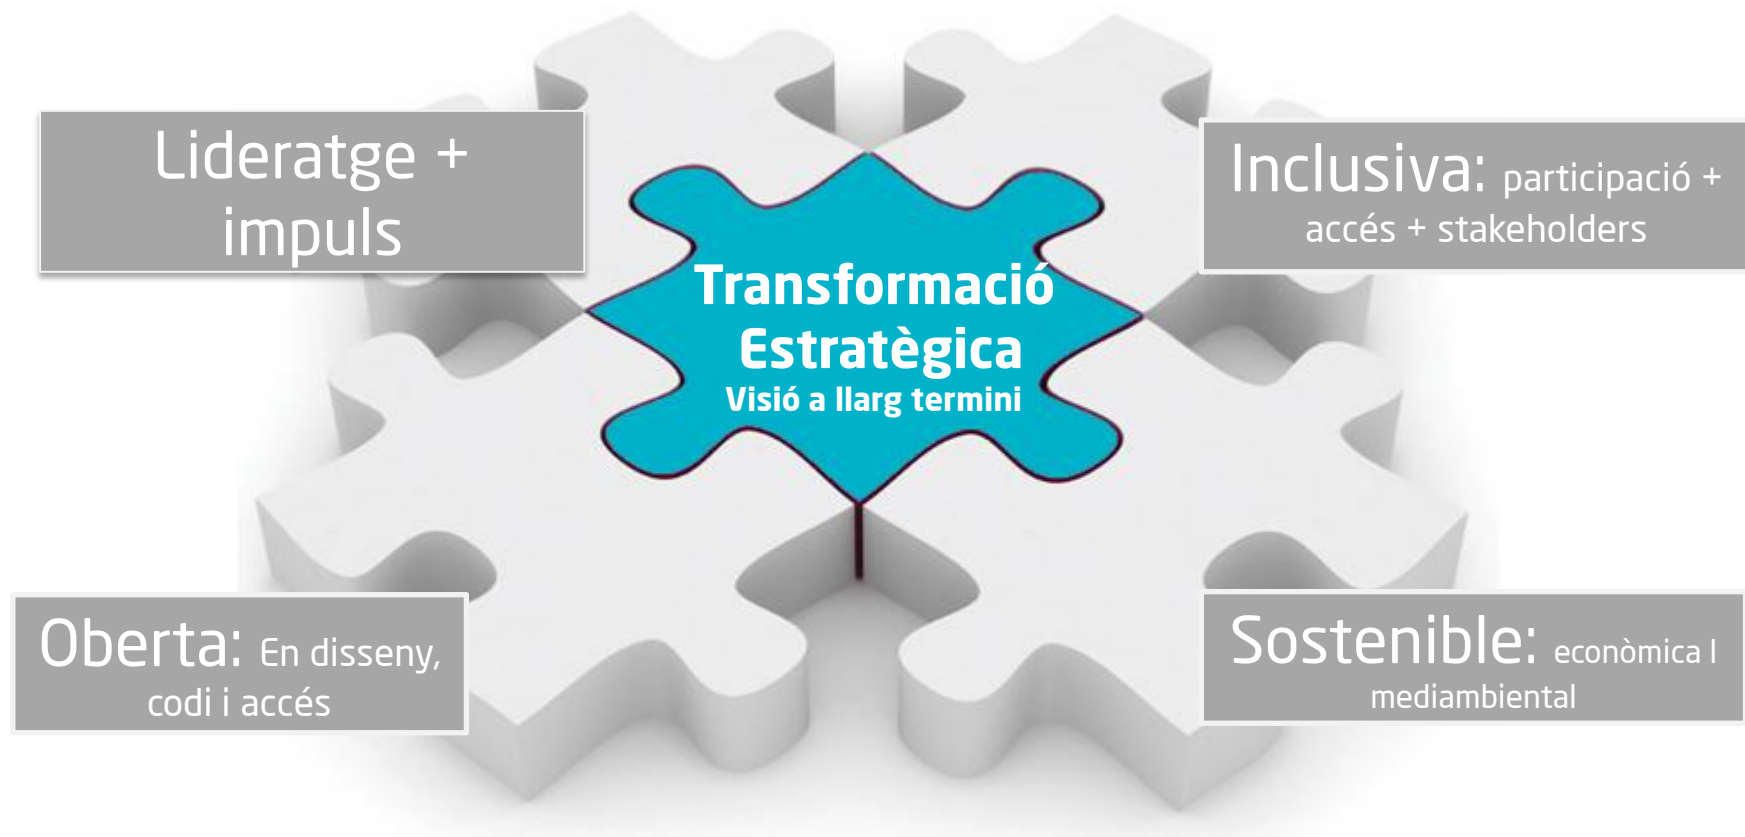 Lideratge +
impuls
Inclusiva: participació +
accés + stakeholders
Transformació
Estratègica
Visió a llarg termini
Oberta: En disseny,
codi i accés
Sostenible: econòmica I
mediambiental